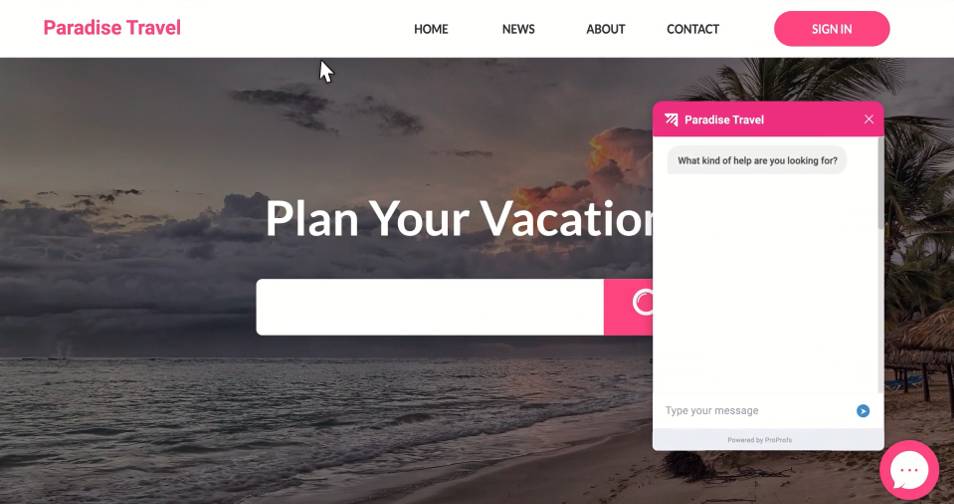 Paradise Travel
HOME NEWS ABOUT CONTACT SIGN IN
Plan Your Vacation
Paradise Travel
What kind of help are you looking for?
Type your message
Powered by ProProfs